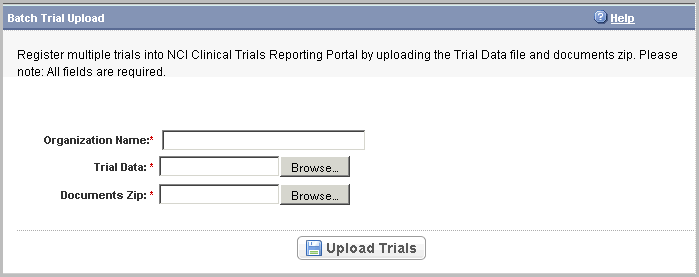 Batch Trial Upload
? Help
Register multiple trials into NCI Clinical Trials Reporting Portal by uploading the Trial Data file and documents zip. Please
note: All fields are required.
Organization Name:*
Trial Data: * Browse...
Documents Zip: * Browse...
Upload Trials